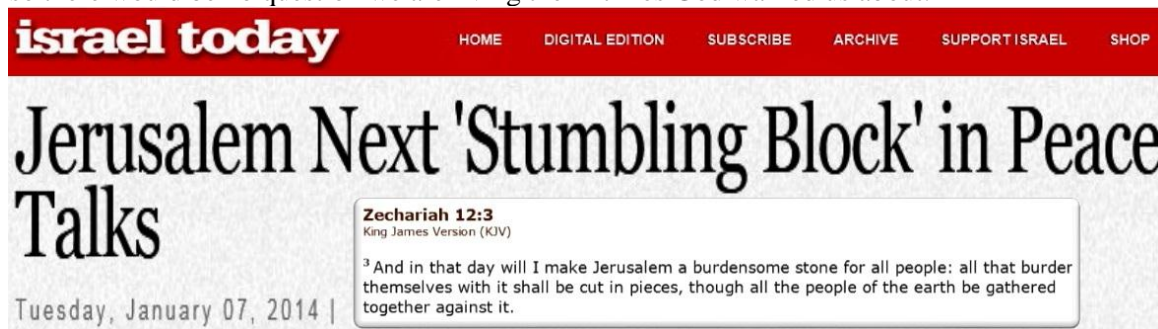 israel today
HOME DIGITAL EDITION SUBSCRIBE ARCHIVE SUPPORT ISRAEL SHOP
Jerusalem Next 'Stumbling Block' in Peace
Talks
Zechariah 12:3
King James Version (KJV)
3 And in that day will I make Jerusalem a burdensome stone for all people: all that burder
themselves with it shall be cut in pieces, though all the people of the earth be gathered
together against it.
Tuesday, January 07, 2014 |